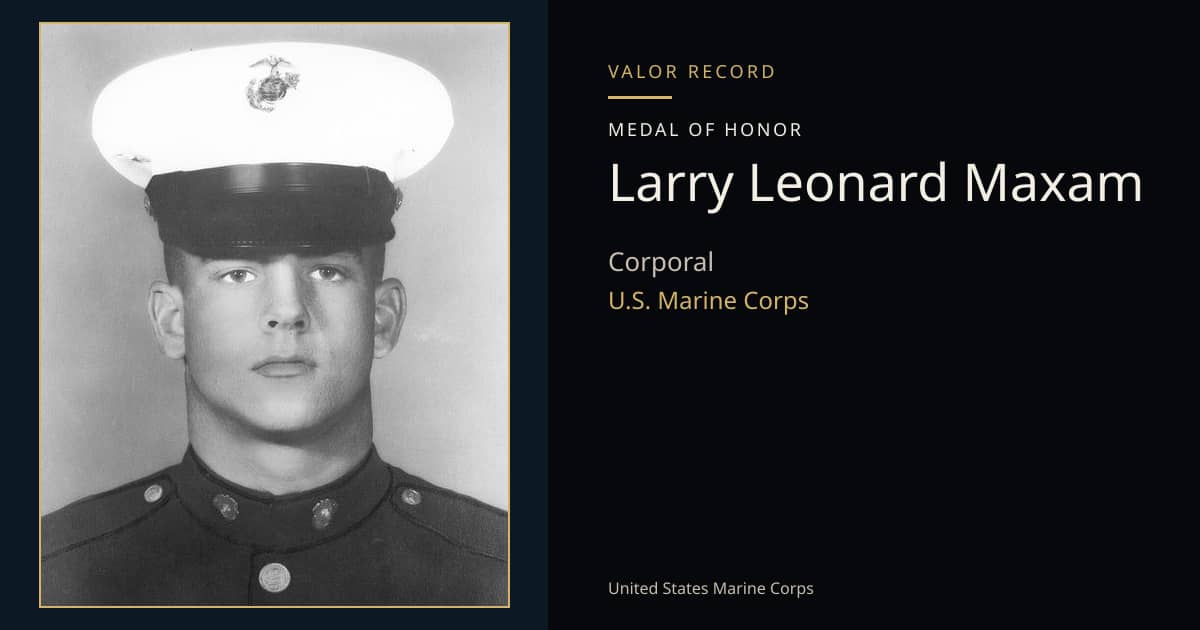 VALOR RECORD
MEDAL OF HONOR
Larry Leonard Maxam
Corporal
U.S. Marine Corps
United States Marine Corps